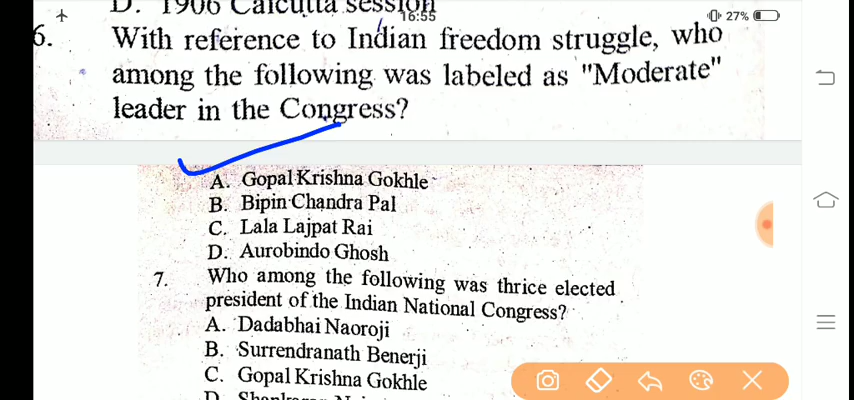 D. 1906 Calcutta session
16:55
27%
6. With reference to Indian freedom struggle, who
among the following was labeled as "Moderate"
leader in the Congress?
A. Gopal Krishna Gokhle
B. Bipin Chandra Pal
C. Lala Lajpat Rai
D. Aurobindo Ghosh
7. Who among the following was thrice elected
president of the Indian National Congress?
A. Dadabhai Naoroji
B. Surrendranath Benerji
C. Gopal Krishna Gokhle
D.